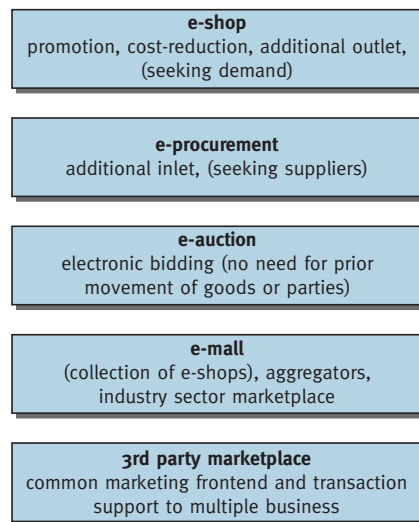 e-shop
promotion, cost-reduction, additional outlet,
(seeking demand)
e-procurement
additional inlet, (seeking suppliers)
e-auction
electronic bidding (no need for prior
movement of goods or parties)
e-mall
(collection of e-shops), aggregators,
industry sector marketplace
3rd party marketplace
common marketing frontend and transaction
support to multiple business